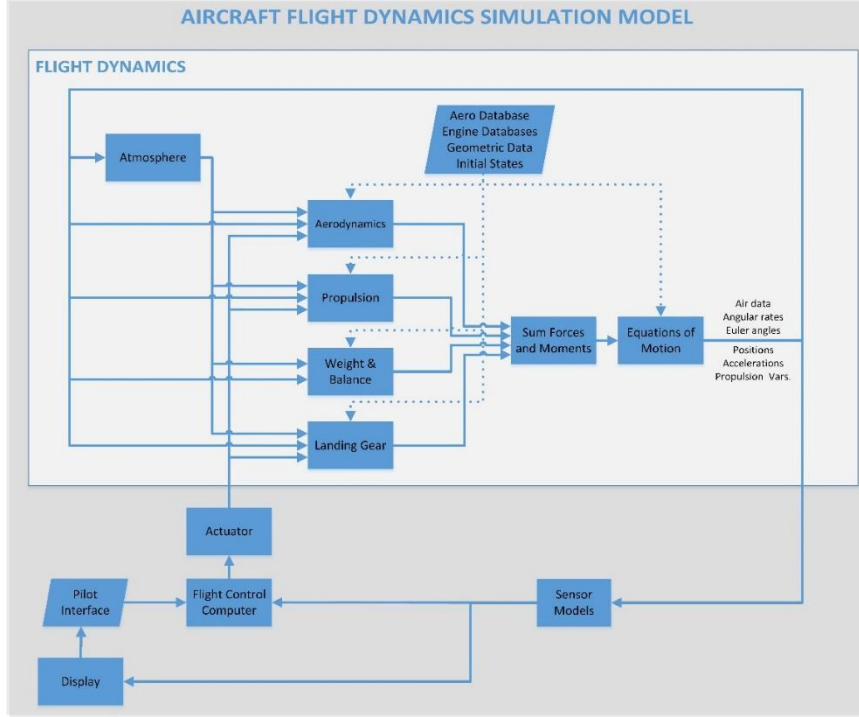 AIRCRAFT FLIGHT DYNAMICS SIMULATION MODEL
FLIGHT DYNAMICS
Aero Database
Engine Databases
Geometric Data
Initial States
Atmosphere
Aerodynamics
Propulsion
Weight &
Balance
Landing Gear
Sum Forces
and Moments
Equations of
Motion
Air data
Angular rates
Euler angles
Positions
Accelerations
Propulsion Vars.
Actuator
Pilot
Interface
Flight Control
Computer
Sensor
Models
Display